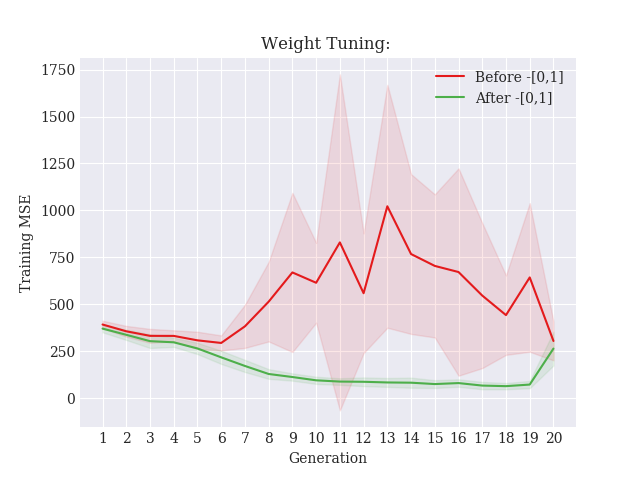 Weight Tuning:
1750
1500
1250
1000
750
500
250
0
Training MSE
Before -[0,1]
After -[0,1]
1 2 3 4 5 6 7 8 9 10 11 12 13 14 15 16 17 18 19 20
Generation